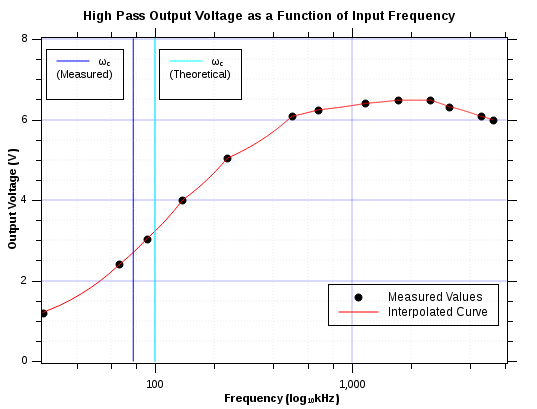 High Pass Output Voltage as a Function of Input Frequency
8
6
4
2
0
Output Voltage (V)
ωc
(Measured)
ωc
(Theoretical)
Measured Values
Interpolated Curve
100
1,000
Frequency (log₁₀kHz)